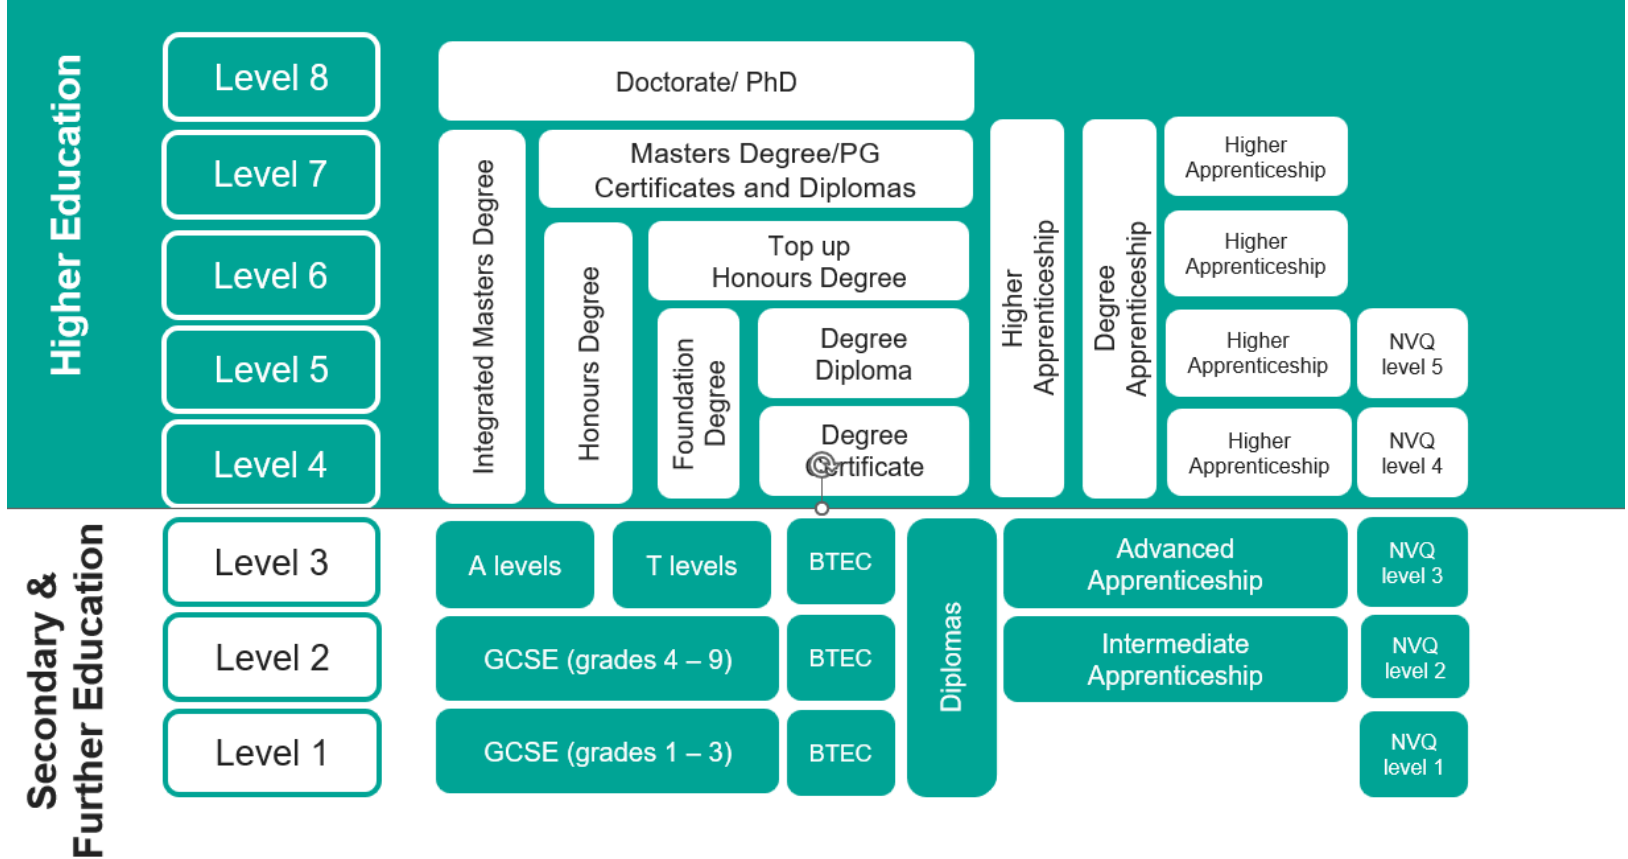 Higher Education
Level 8
Doctorate/ PhD
Level 7
Integrated Masters Degree
Masters Degree/PG
Certificates and Diplomas
Higher
Apprenticeship
Degree
Apprenticeship
Higher
Apprenticeship
Level 6
Honours Degree
Top up
Honours Degree
Higher
Apprenticeship
Level 5
Foundation
Degree
Degree
Diploma
Higher
Apprenticeship
NVQ
level 5
Level 4
Degree
Certificate
Higher
Apprenticeship
NVQ
level 4
Secondary &
Further Education
Level 3
A levels
T levels
BTEC
Diplomas
Advanced
Apprenticeship
NVQ
level 3
Level 2
GCSE (grades 4 – 9)
BTEC
Intermediate
Apprenticeship
NVQ
level 2
Level 1
GCSE (grades 1 – 3)
BTEC
NVQ
level 1